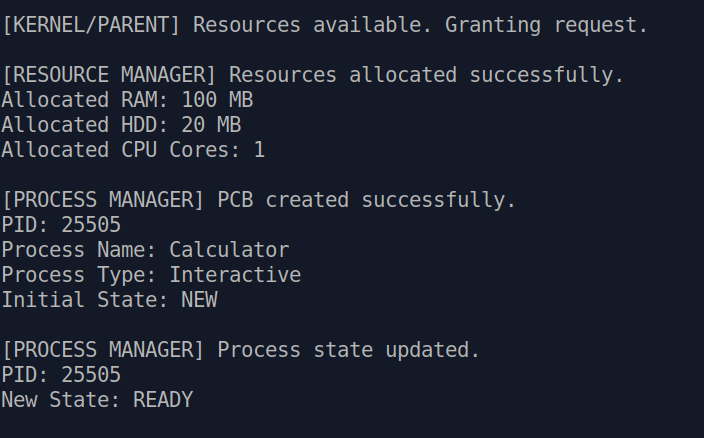 [KERNEL/PARENT] Resources available. Granting request.
[RESOURCE MANAGER] Resources allocated successfully.
Allocated RAM: 100 MB
Allocated HDD: 20 MB
Allocated CPU Cores: 1
[PROCESS MANAGER] PCB created successfully.
PID: 25505
Process Name: Calculator
Process Type: Interactive
Initial State: NEW
[PROCESS MANAGER] Process state updated.
PID: 25505
New State: READY